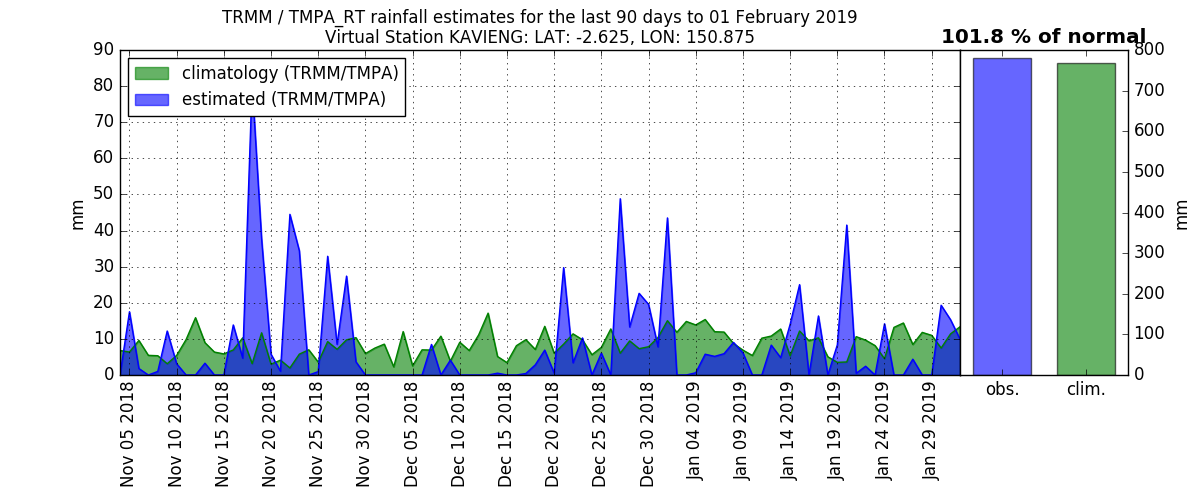 TRMM / TMPA_RT rainfall estimates for the last 90 days to 01 February 2019
Virtual Station KAVIENG: LAT: -2.625, LON: 150.875
101.8 % of normal
climatology (TRMM/TMPA)
estimated (TRMM/TMPA)
90
80
70
60
50
40
30
20
10
0
mm
Nov 05 2018
Nov 10 2018
Nov 15 2018
Nov 20 2018
Nov 25 2018
Nov 30 2018
Dec 05 2018
Dec 10 2018
Dec 15 2018
Dec 20 2018
Dec 25 2018
Dec 30 2018
Jan 04 2019
Jan 09 2019
Jan 14 2019
Jan 19 2019
Jan 24 2019
Jan 29 2019
800
700
600
500
400
300
200
100
0
mm
obs.
clim.